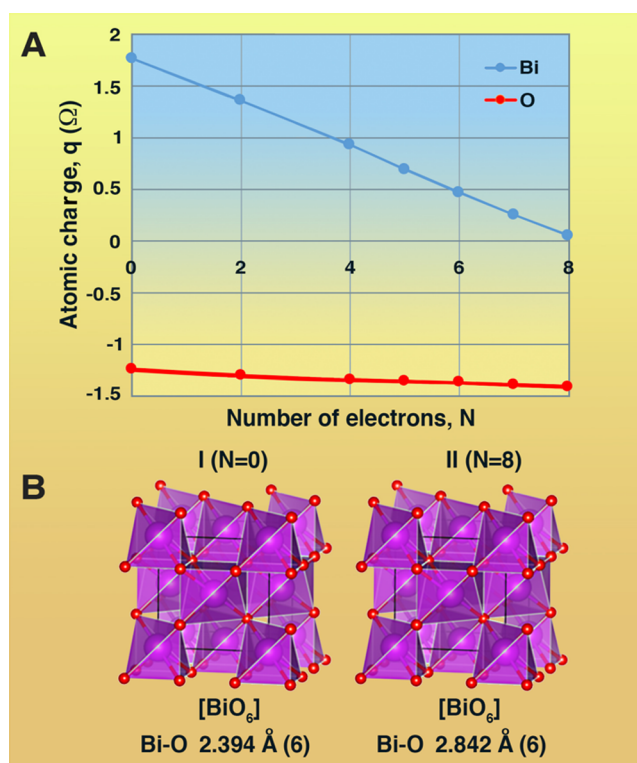 A
2
1.5
1
0.5
0
-0.5
-1
-1.5
Atomic charge, q (Ω)
Bi
O
0 2 4 6 8
Number of electrons, N
I (N=0) II (N=8)
B
[BiO₆] [BiO₆]
Bi-O 2.394 Å (6) Bi-O 2.842 Å (6)